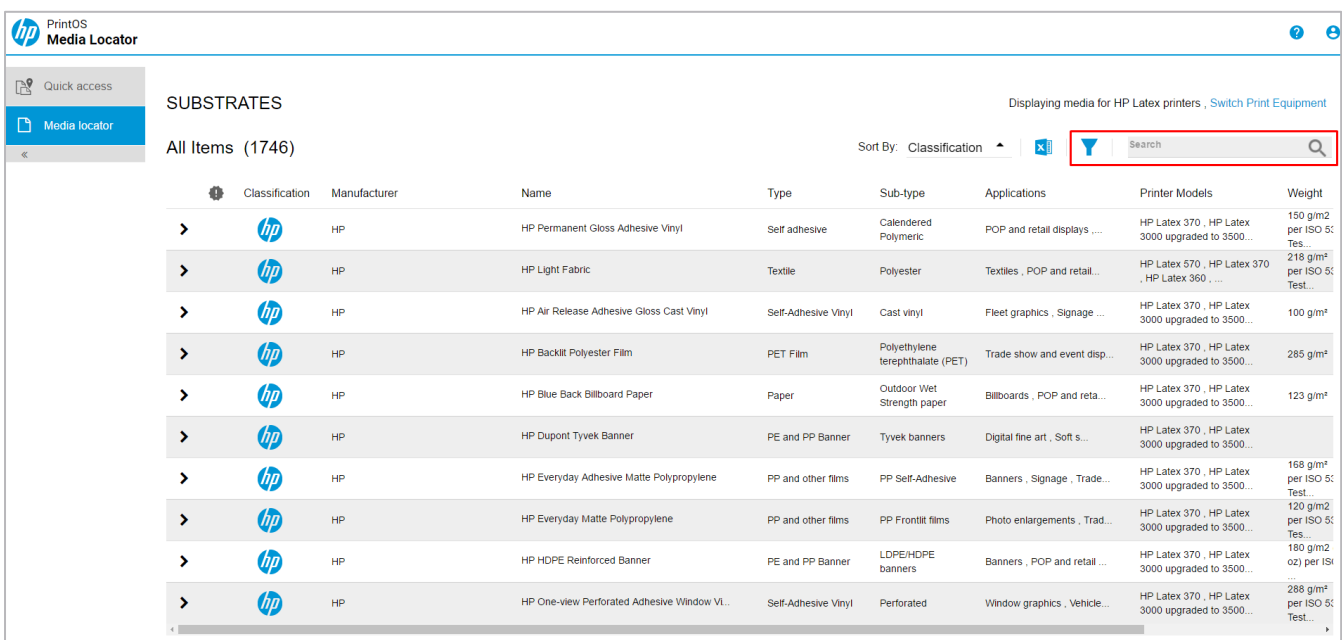 hp PrintOS
Media Locator
?
Quick access
Media locator
«
SUBSTRATES
Displaying media for HP Latex printers , Switch Print Equipment
All Items (1746)
Sort By: Classification
Search
Classification Manufacturer Name Type Sub-type Applications Printer Models Weight
hp HP HP Permanent Gloss Adhesive Vinyl Self adhesive Calendered Polymeric POP and retail displays ,... HP Latex 370 , HP Latex 3000 upgraded to 3500... 150 g/m2 per ISO 53 Tes...
hp HP HP Light Fabric Textile Polyester Textiles , POP and retail... HP Latex 570 , HP Latex 370 , HP Latex 360 , ... 218 g/m² per ISO 53 Test...
hp HP HP Air Release Adhesive Gloss Cast Vinyl Self-Adhesive Vinyl Cast vinyl Fleet graphics , Signage ... HP Latex 370 , HP Latex 3000 upgraded to 3500... 100 g/m²
hp HP HP Backlit Polyester Film PET Film Polyethylene terephthalate (PET) Trade show and event disp... HP Latex 370 , HP Latex 3000 upgraded to 3500... 285 g/m²
hp HP HP Blue Back Billboard Paper Paper Outdoor Wet Strength paper Billboards , POP and reta... HP Latex 370 , HP Latex 3000 upgraded to 3500... 123 g/m²
hp HP HP Dupont Tyvek Banner PE and PP Banner Tyvek banners Digital fine art , Soft s... HP Latex 370 , HP Latex 3000 upgraded to 3500...
hp HP HP Everyday Adhesive Matte Polypropylene PP and other films PP Self-Adhesive Banners , Signage , Trade... HP Latex 370 , HP Latex 3000 upgraded to 3500... 168 g/m² per ISO 53 Test...
hp HP HP Everyday Matte Polypropylene PP and other films PP Frontlit films Photo enlargements , Trad... HP Latex 370 , HP Latex 3000 upgraded to 3500... 120 g/m2 per ISO 53 Tes...
hp HP HP HDPE Reinforced Banner PE and PP Banner LDPE/HDPE banners Banners , POP and retail ... HP Latex 370 , HP Latex 3000 upgraded to 3500... 180 g/m2 oz) per IS ...
hp HP HP One-view Perforated Adhesive Window Vi... Self-Adhesive Vinyl Perforated Window graphics , Vehicle... HP Latex 370 , HP Latex 3000 upgraded to 3500... 288 g/m² per ISO 53 Test...